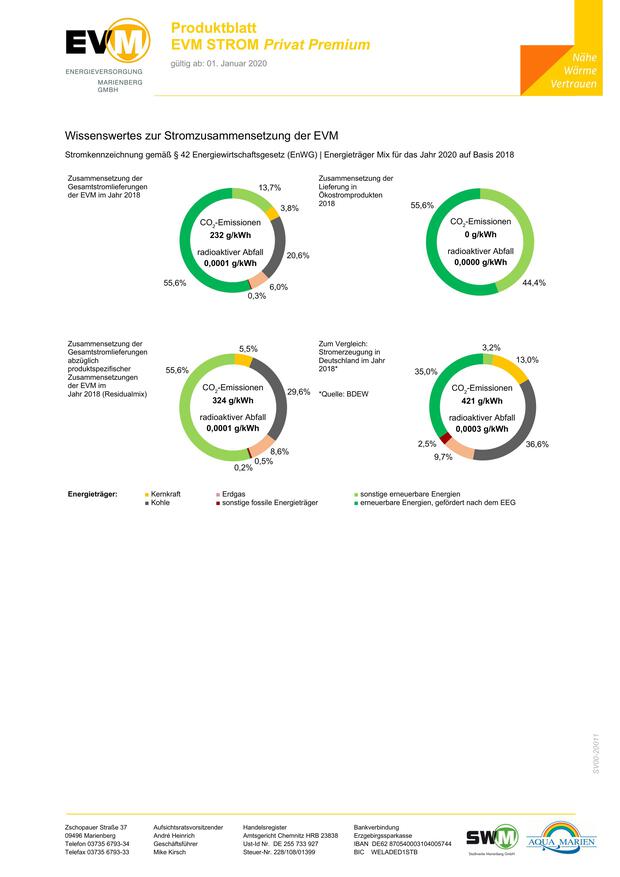 EVM
ENERGIEVERSORGUNG
MARIENBERG
GMBH
Produktblatt
EVM STROM Privat Premium
gültig ab: 01. Januar 2020
Nähe
Wärme
Vertrauen
Wissenswertes zur Stromzusammensetzung der EVM
Stromkennzeichnung gemäß § 42 Energiewirtschaftsgesetz (EnWG) | Energieträger Mix für das Jahr 2020 auf Basis 2018
Zusammensetzung der
Gesamtstromlieferungen
der EVM im Jahr 2018
13,7%
3,8%
20,6%
6,0%
0,3%
55,6%
CO2-Emissionen
232 g/kWh
radioaktiver Abfall
0,0001 g/kWh
Zusammensetzung der
Lieferung in
Ökostromprodukten
2018
55,6%
44,4%
CO2-Emissionen
0 g/kWh
radioaktiver Abfall
0,0000 g/kWh
Zusammensetzung der
Gesamtstromlieferungen
abzüglich
produktspezifischer
Zusammensetzungen
der EVM im
Jahr 2018 (Residualmix)
5,5%
29,6%
8,6%
0,5%
0,2%
55,6%
CO2-Emissionen
324 g/kWh
radioaktiver Abfall
0,0001 g/kWh
Zum Vergleich:
Stromerzeugung in
Deutschland im Jahr
2018*
*Quelle: BDEW
3,2%
13,0%
36,6%
9,7%
2,5%
35,0%
CO2-Emissionen
421 g/kWh
radioaktiver Abfall
0,0003 g/kWh
Energieträger:
Kernkraft
Kohle
Erdgas
sonstige fossile Energieträger
sonstige erneuerbare Energien
erneuerbare Energien, gefördert nach dem EEG
SV00-20011
Zschopauer Straße 37
09496 Marienberg
Telefon 03735 6793-34
Telefax 03735 6793-33
Aufsichtsratsvorsitzender
André Heinrich
Geschäftsführer
Mike Kirsch
Handelsregister
Amtsgericht Chemnitz HRB 23838
Ust-Id Nr. DE 255 733 927
Steuer-Nr. 228/108/01399
Bankverbindung
Erzgebirgssparkasse
IBAN DE62 870540003104005744
BIC WELADED1STB
SWM
Stadtwerke Marienberg GmbH
AQUA MARIEN